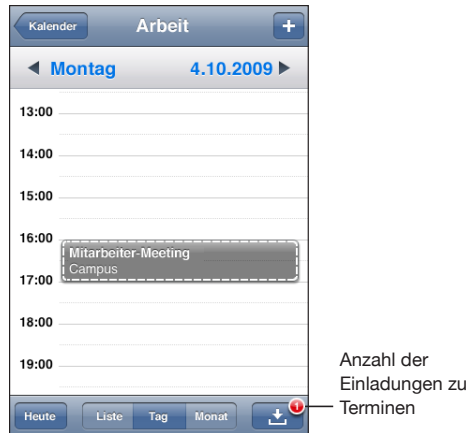 Kalender
Arbeit
+
Montag
4.10.2009
13:00
14:00
15:00
16:00
Mitarbeiter-Meeting
Campus
17:00
18:00
19:00
Heute
Liste
Tag
Monat
1
Anzahl der
Einladungen zu
Terminen